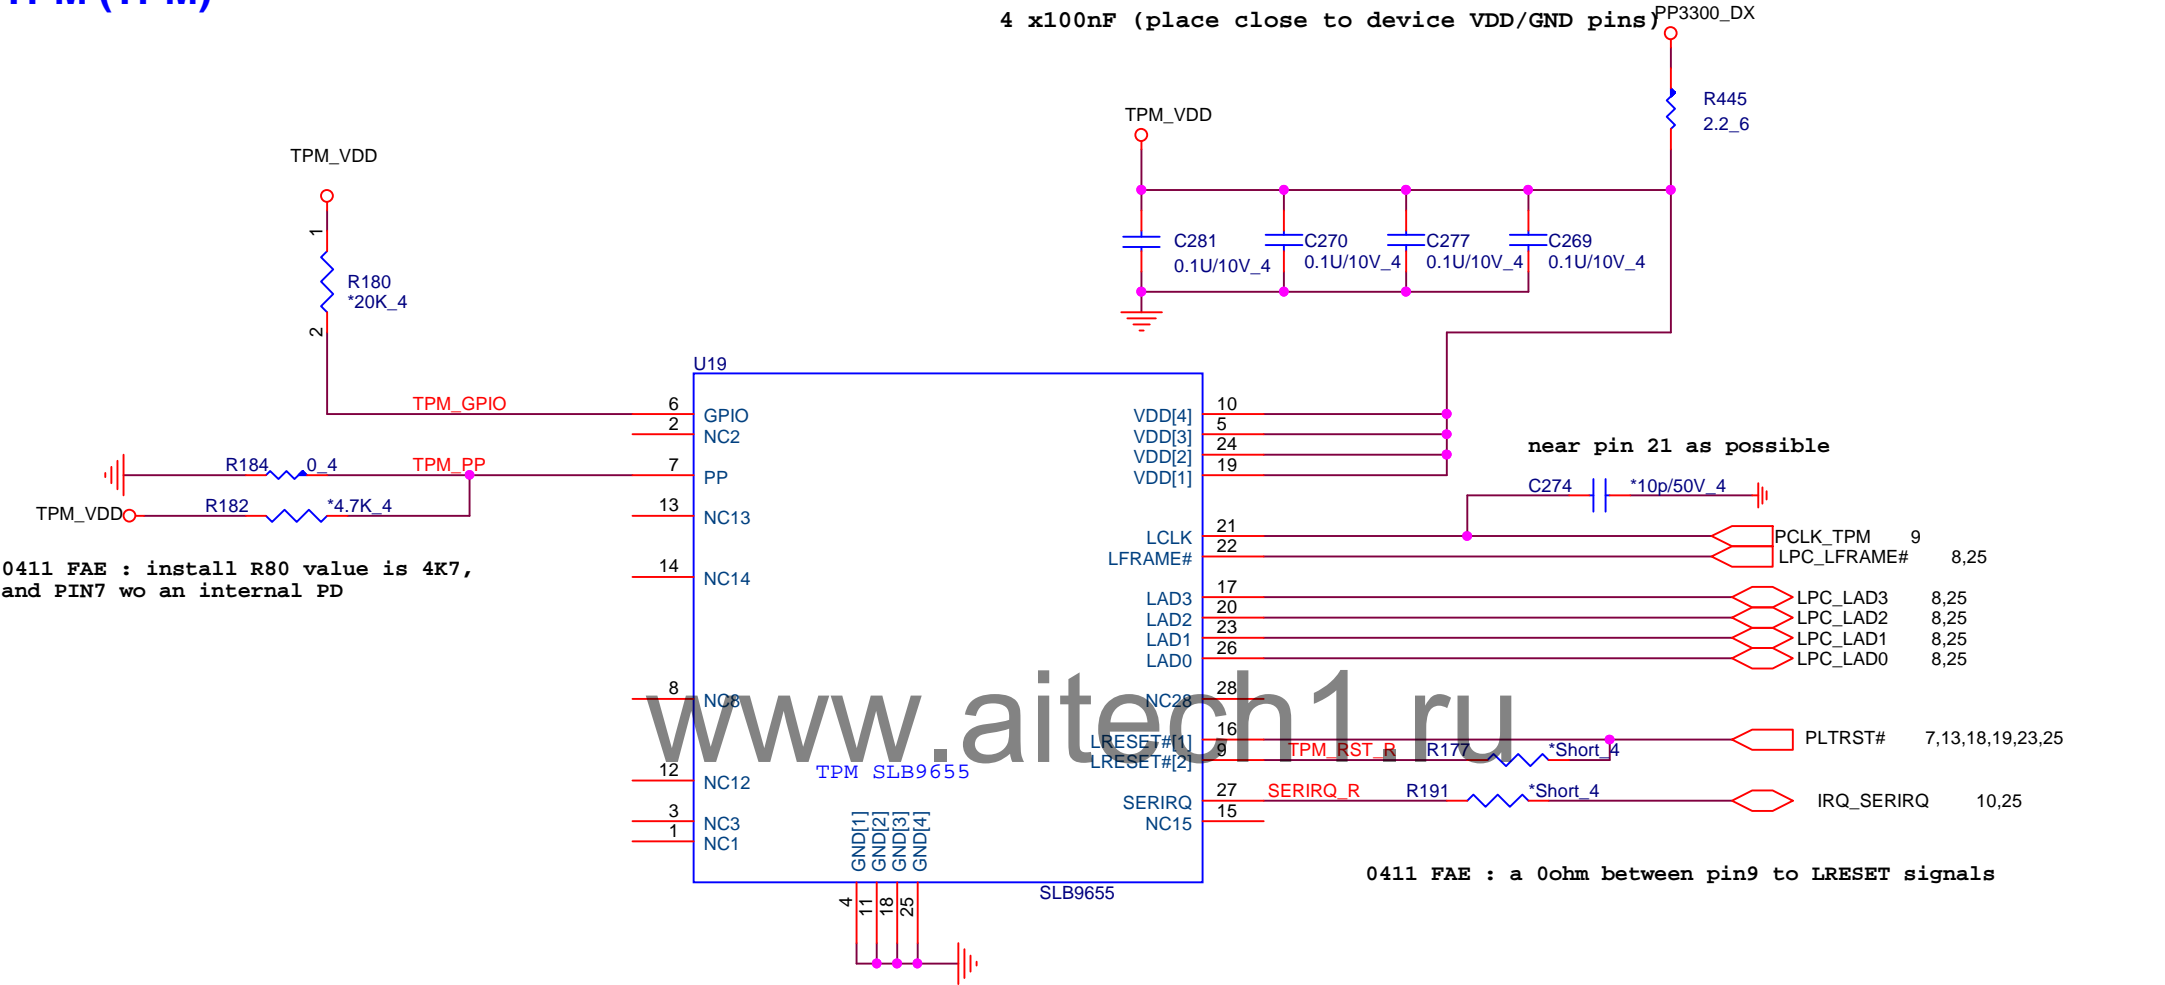 TPM (TPM)
4 x100nF (place close to device VDD/GND pins)
PP3300_DX
R445
2.2_6
TPM_VDD
TPM_VDD
1
R180
*20K_4
2
C281
0.1U/10V_4
C270
0.1U/10V_4
C277
0.1U/10V_4
C269
0.1U/10V_4
U19
TPM_GPIO
6
GPIO
2
NC2
R184
0_4
TPM_PP
7
PP
TPM_VDD
R182
*4.7K_4
13
NC13
0411 FAE : install R80 value is 4K7,
and PIN7 wo an internal PD
14
NC14
8
NC8
12
NC12
3
NC3
1
NC1
10
VDD[4]
5
VDD[3]
24
VDD[2]
19
VDD[1]
near pin 21 as possible
C274
*10p/50V_4
21
LCLK
PCLK_TPM 9
22
LFRAME#
LPC_LFRAME# 8,25
17
LAD3
LPC_LAD3 8,25
20
LAD2
LPC_LAD2 8,25
23
LAD1
LPC_LAD1 8,25
26
LAD0
LPC_LAD0 8,25
28
NC28
www.aitech1.ru
16
LRESET#[1]
PLTRST# 7,13,18,19,23,25
9
LRESET#[2]
TPM_RST_R
R177
*Short_4
TPM SLB9655
27
SERIRQ
SERIRQ_R
R191
*Short_4
IRQ_SERIRQ 10,25
15
NC15
GND[1]
GND[2]
GND[3]
GND[4]
4
11
18
25
SLB9655
0411 FAE : a 0ohm between pin9 to LRESET signals